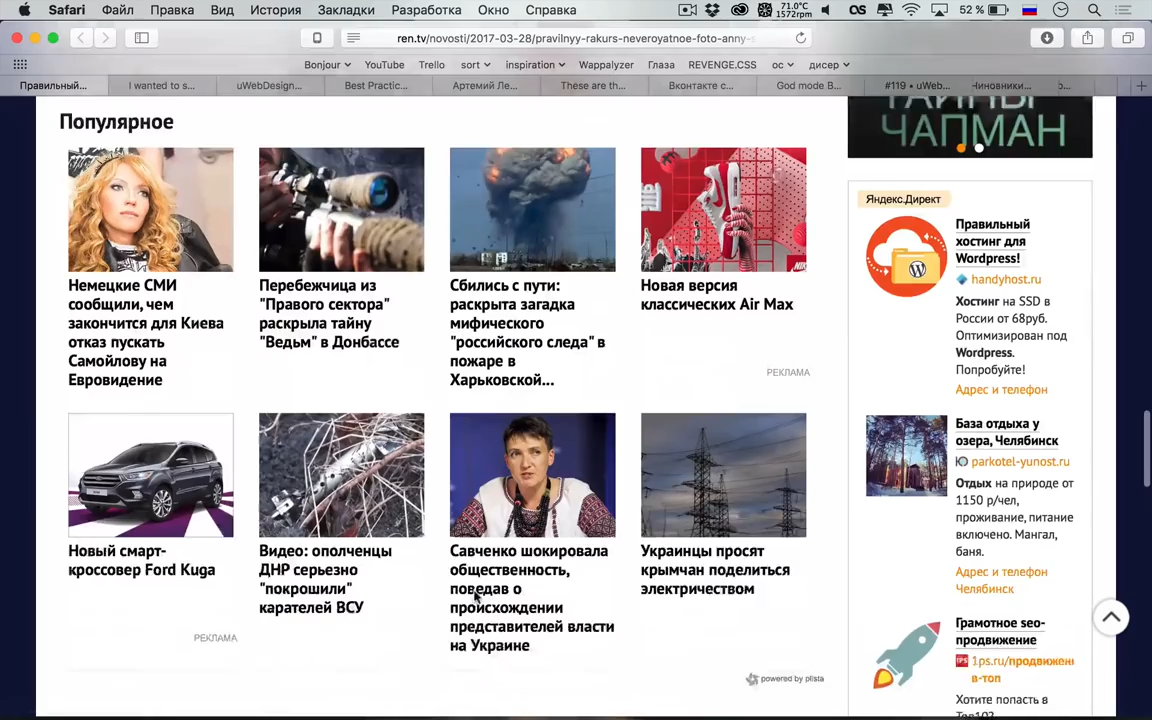 Safari Файл Правка Вид История Закладки Разработка Окно Справка
71.0°C
1572rpm
52 %
ren.tv/novosti/2017-03-28/pravilnyy-rakurs-neveroyatnoe-foto-anny-s
Bonjour YouTube Trello sort inspiration Wappalyzer Глаза REVENGE.CSS ос дисер
Правильный... I wanted to s... uWebDesign... Best Practic... Артемий Ле... These are th... Вконтакте с... God mode B... #119 • uWeb... Чиновники...
Популярное
ТАЙНЫ
ЧАПМАН
Немецкие СМИ
сообщили, чем
закончится для Киева
отказ пускать
Самойлову на
Евровидение
Перебежчица из
"Правого сектора"
раскрыла тайну
"Ведьм" в Донбассе
Сбились с пути:
раскрыта загадка
мифического
"российского следа" в
пожаре в
Харьковской...
Новая версия
классических Air Max
РЕКЛАМА
Новый смарт-
кроссовер Ford Kuga
РЕКЛАМА
Видео: ополченцы
ДНР серьезно
"покрошили"
карателей ВСУ
Савченко шокировала
общественность,
поведав о
происхождении
представителей власти
на Украине
Украинцы просят
крымчан поделиться
электричеством
powered by plista
Яндекс.Директ
Правильный
хостинг для
Wordpress!
handyhost.ru
Хостинг на SSD в
России от 68руб.
Оптимизирован под
Wordpress.
Попробуйте!
Адрес и телефон
База отдыха у
озера, Челябинск
parkotel-yunost.ru
Отдых на природе от
1150 р/чел,
проживание, питание
включено. Мангал,
баня.
Адрес и телефон
Челябинск
Грамотное seo-
продвижение
1ps.ru/продвижени
в-топ
Хотите попасть в
Топ10?